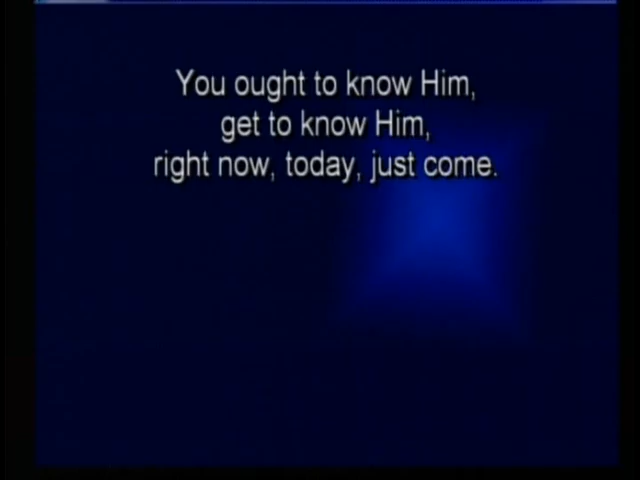 You ought to know Him,
get to know Him,
right now, today, just come.